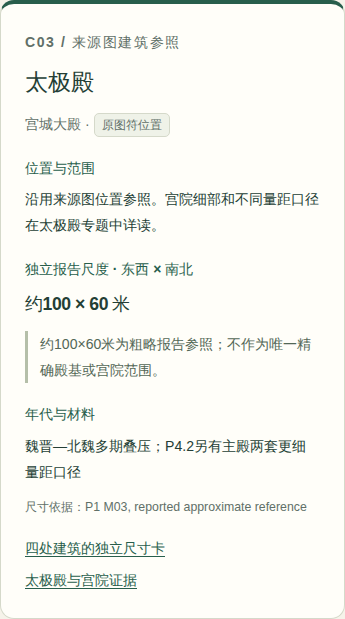 C03 / 来源图建筑参照
太极殿
宫城大殿 · 原图符位置
位置与范围
沿用来源图位置参照。宫院细部和不同量距口径
在太极殿专题中详读。
独立报告尺度 · 东西 × 南北
约100 × 60 米
约100×60米为粗略报告参照；不作为唯一精
确殿基或宫院范围。
年代与材料
魏晋—北魏多期叠压；P4.2另有主殿两套更细
量距口径
尺寸依据：P1 M03, reported approximate reference
四处建筑的独立尺寸卡
太极殿与宫院证据